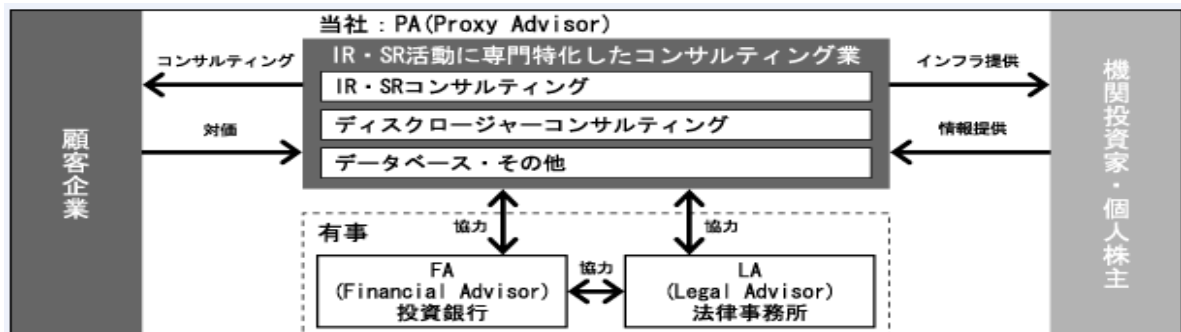 当社：PA(Proxy Advisor)
IR・SR活動に専門特化したコンサルティング業
IR・SRコンサルティング
ディスクロージャーコンサルティング
データベース・その他
コンサルティング
対価
顧客企業
インフラ提供
情報提供
機関投資家・個人株主
協力
協力
有事
FA
(Financial Advisor)
投資銀行
協力
LA
(Legal Advisor)
法律事務所